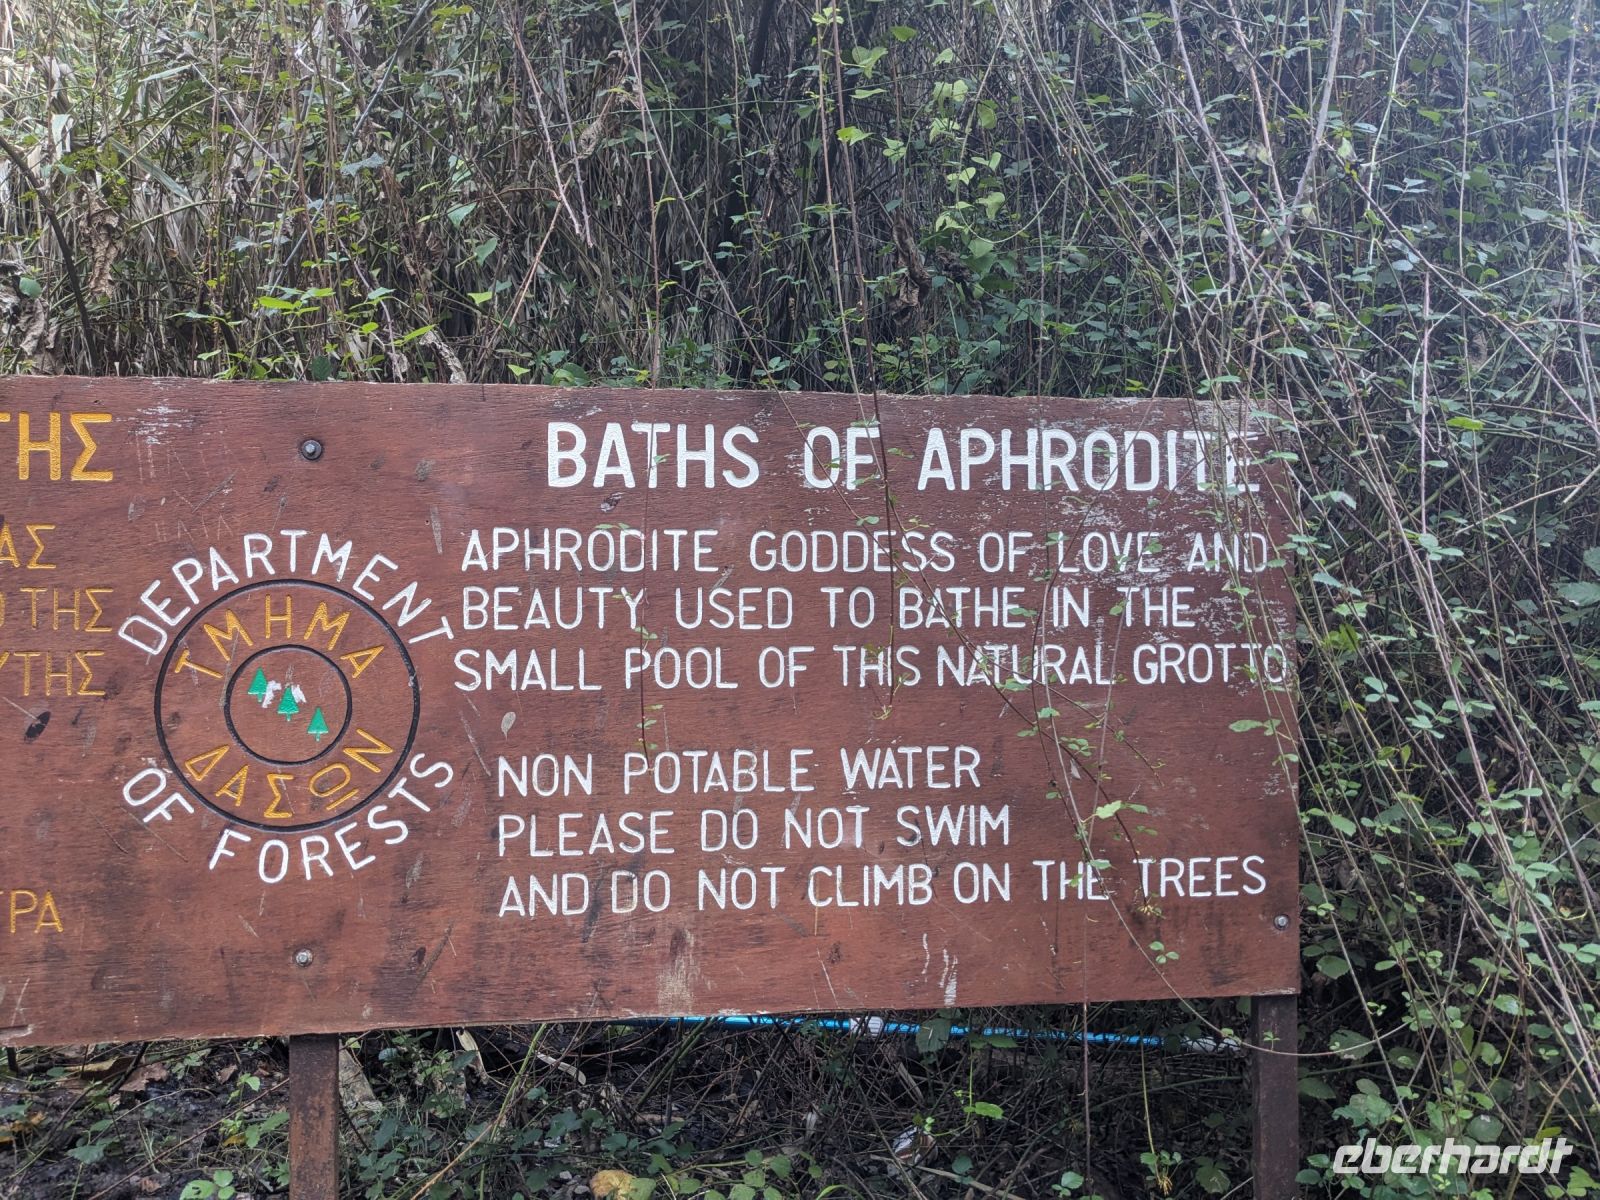 ΤΗΣ
ΑΣ
Ο ΤΗΣ
ΥΤΗΣ
ΤΡΑ
DEPARTMENT
OF FORESTS
ΤΜΗΜΑ
ΔΑΣΩΝ
BATHS OF APHRODITE
APHRODITE GODDESS OF LOVE AND
BEAUTY USED TO BATHE IN THE
SMALL POOL OF THIS NATURAL GROTTO
NON POTABLE WATER
PLEASE DO NOT SWIM
AND DO NOT CLIMB ON THE TREES
eberhardt